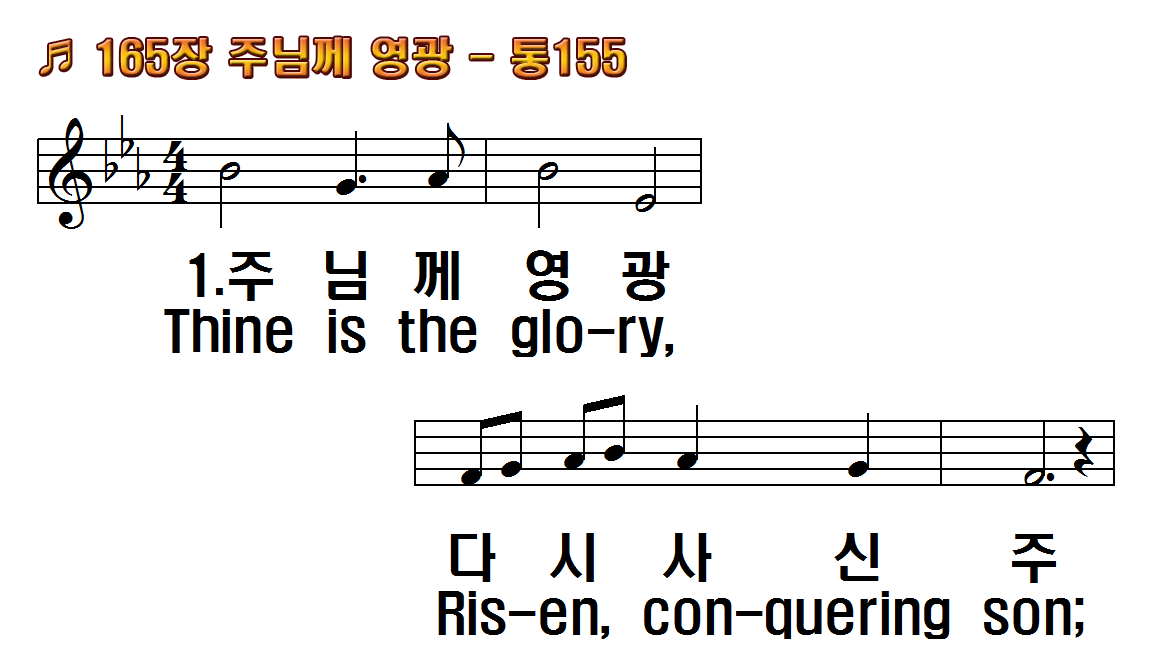 ♬ 165장 주님께 영광 - 통155
1.주 님 께 영 광
Thine is the glo-ry,
다 시 사 신 주
Ris-en, con-quering son;